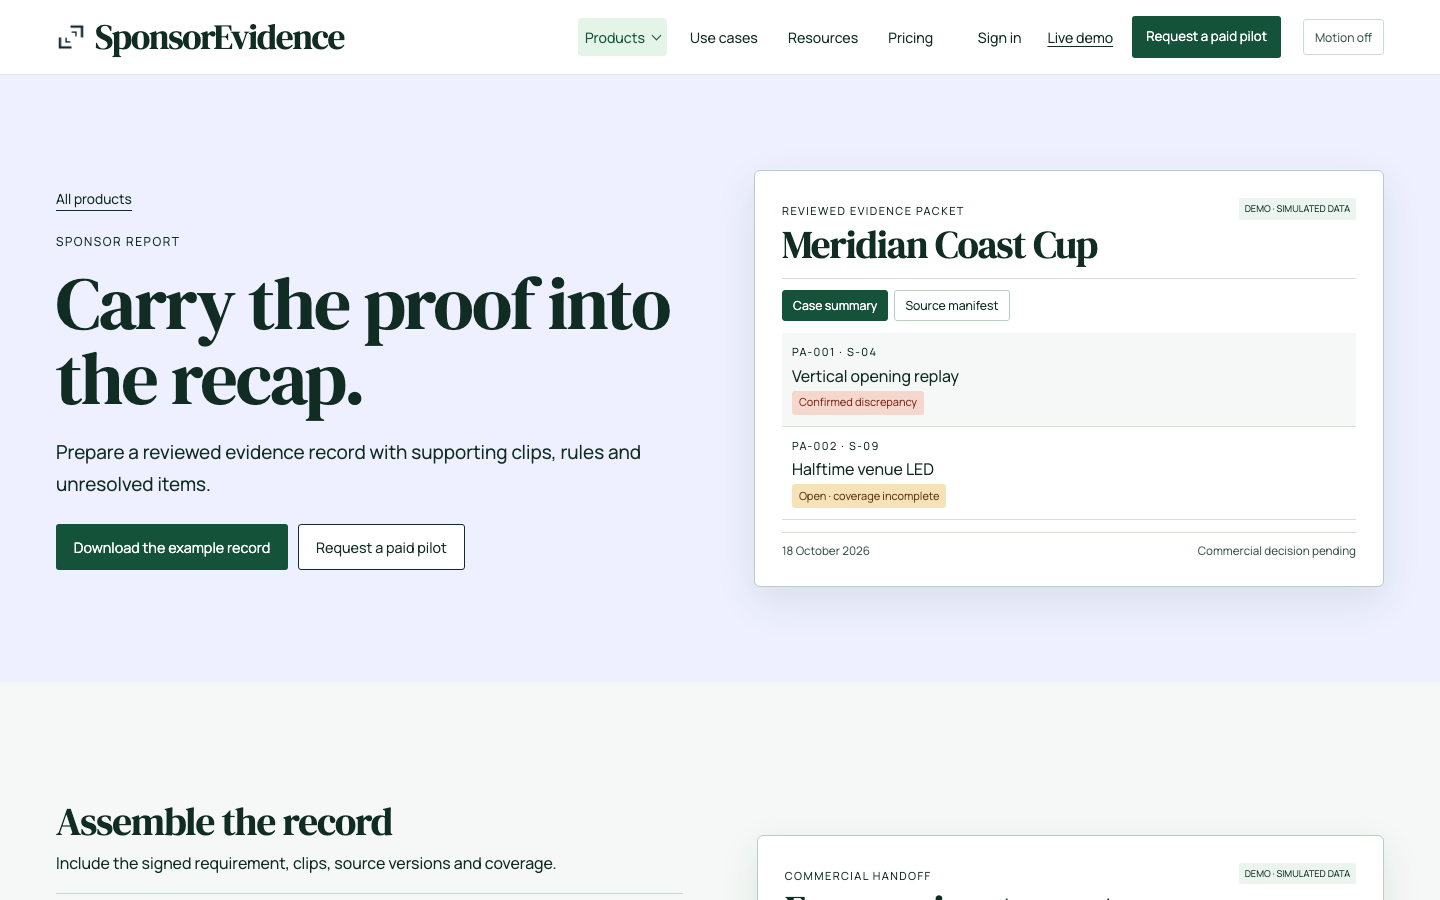 SponsorEvidence
Products
Use cases
Resources
Pricing
Sign in
Live demo
Request a paid pilot
Motion off
All products
SPONSOR REPORT
Carry the proof into
the recap.
Prepare a reviewed evidence record with supporting clips, rules and
unresolved items.
Download the example record
Request a paid pilot
REVIEWED EVIDENCE PACKET
DEMO · SIMULATED DATA
Meridian Coast Cup
Case summary
Source manifest
PA-001 · S-04
Vertical opening replay
Confirmed discrepancy
PA-002 · S-09
Halftime venue LED
Open · coverage incomplete
18 October 2026
Commercial decision pending
Assemble the record
Include the signed requirement, clips, source versions and coverage.
COMMERCIAL HANDOFF
DEMO · SIMULATED DATA